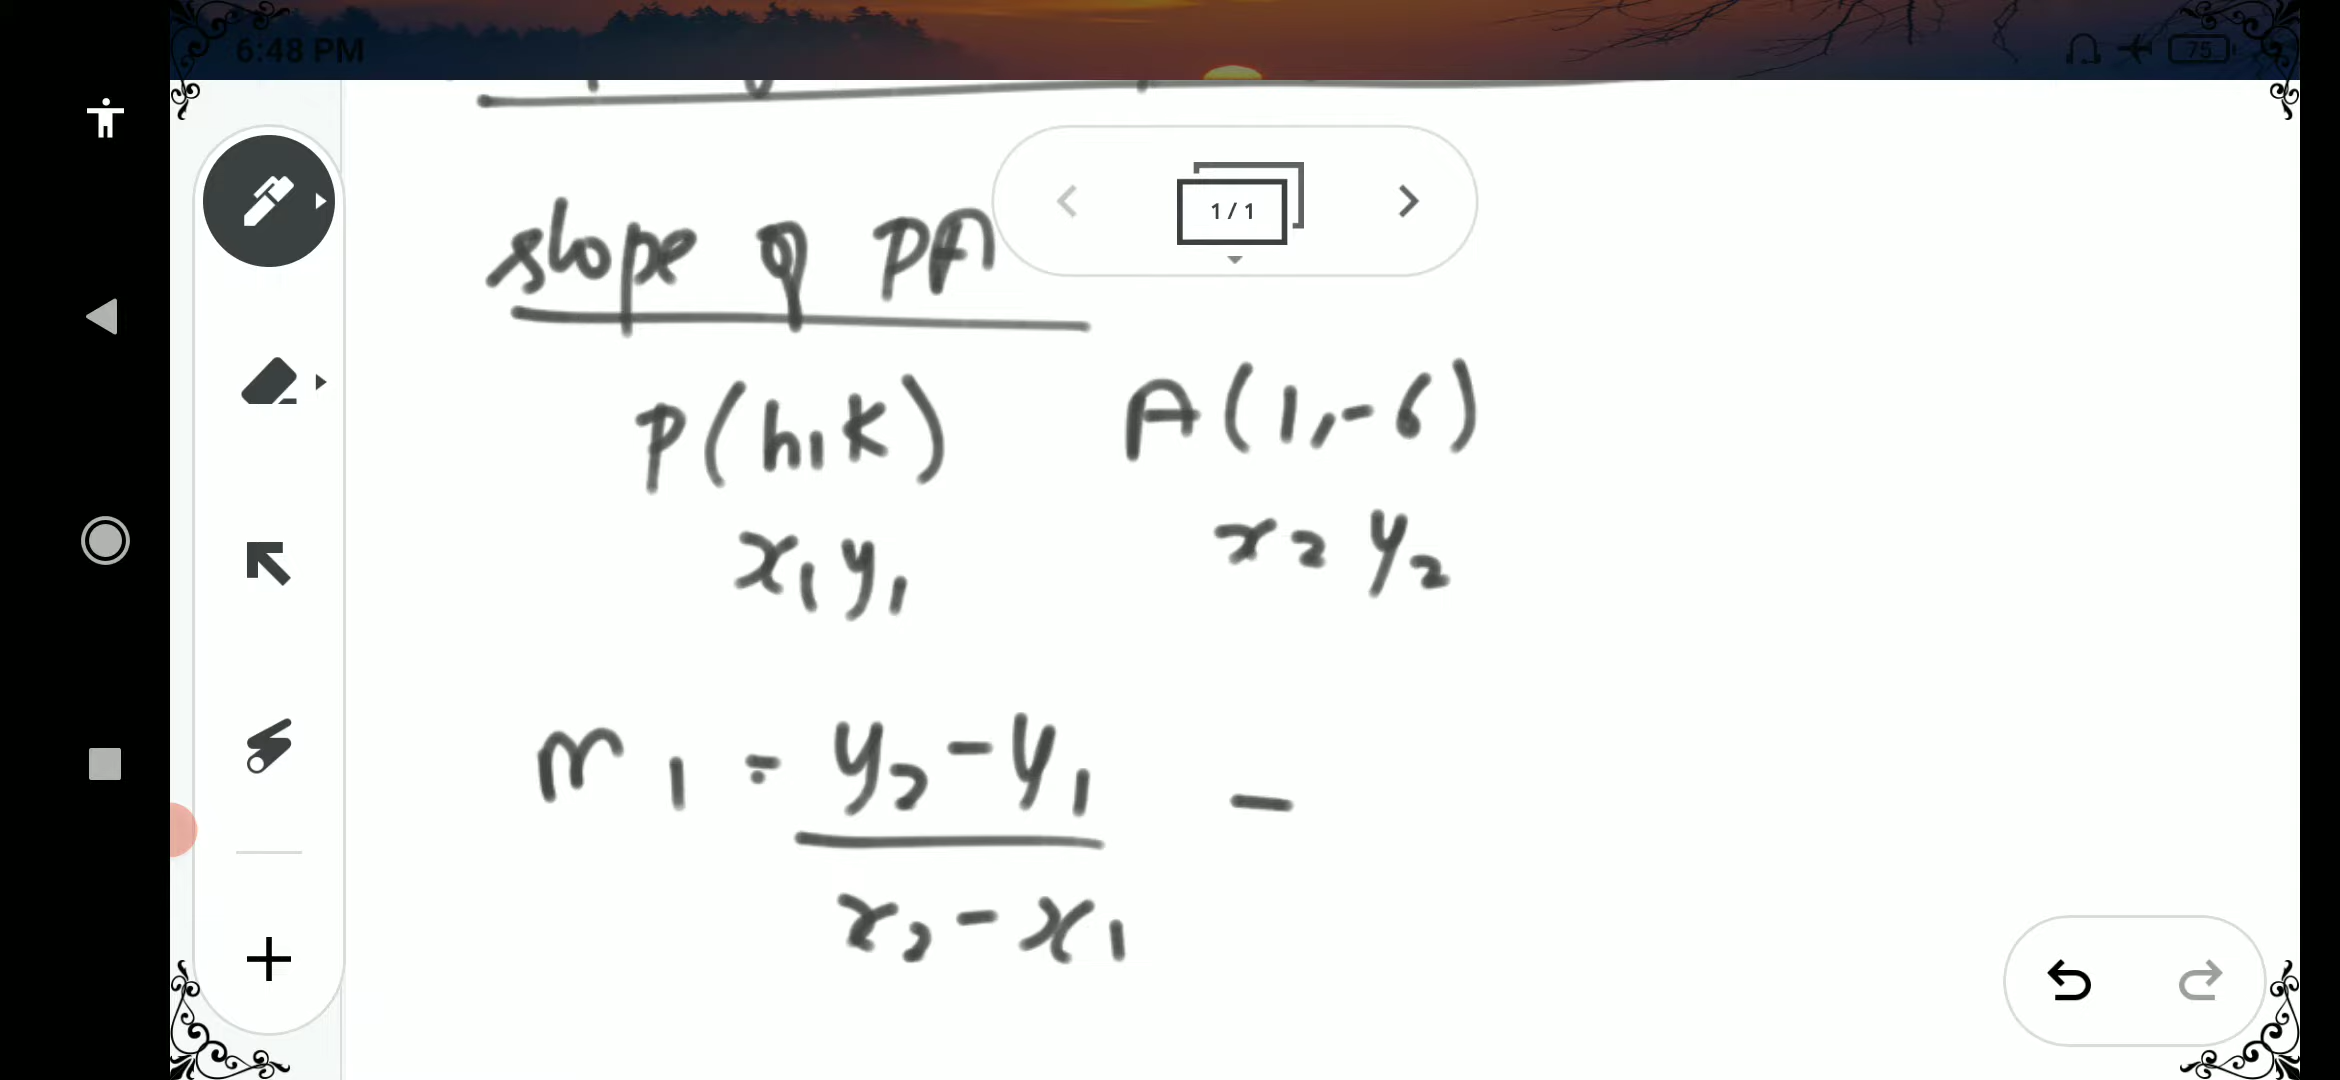 6:48 PM
75
1 / 1
slope of PA
P(h,k) A(1,-6)
x1 y1 x2 y2
m1 = y2-y1 -
x2-x1